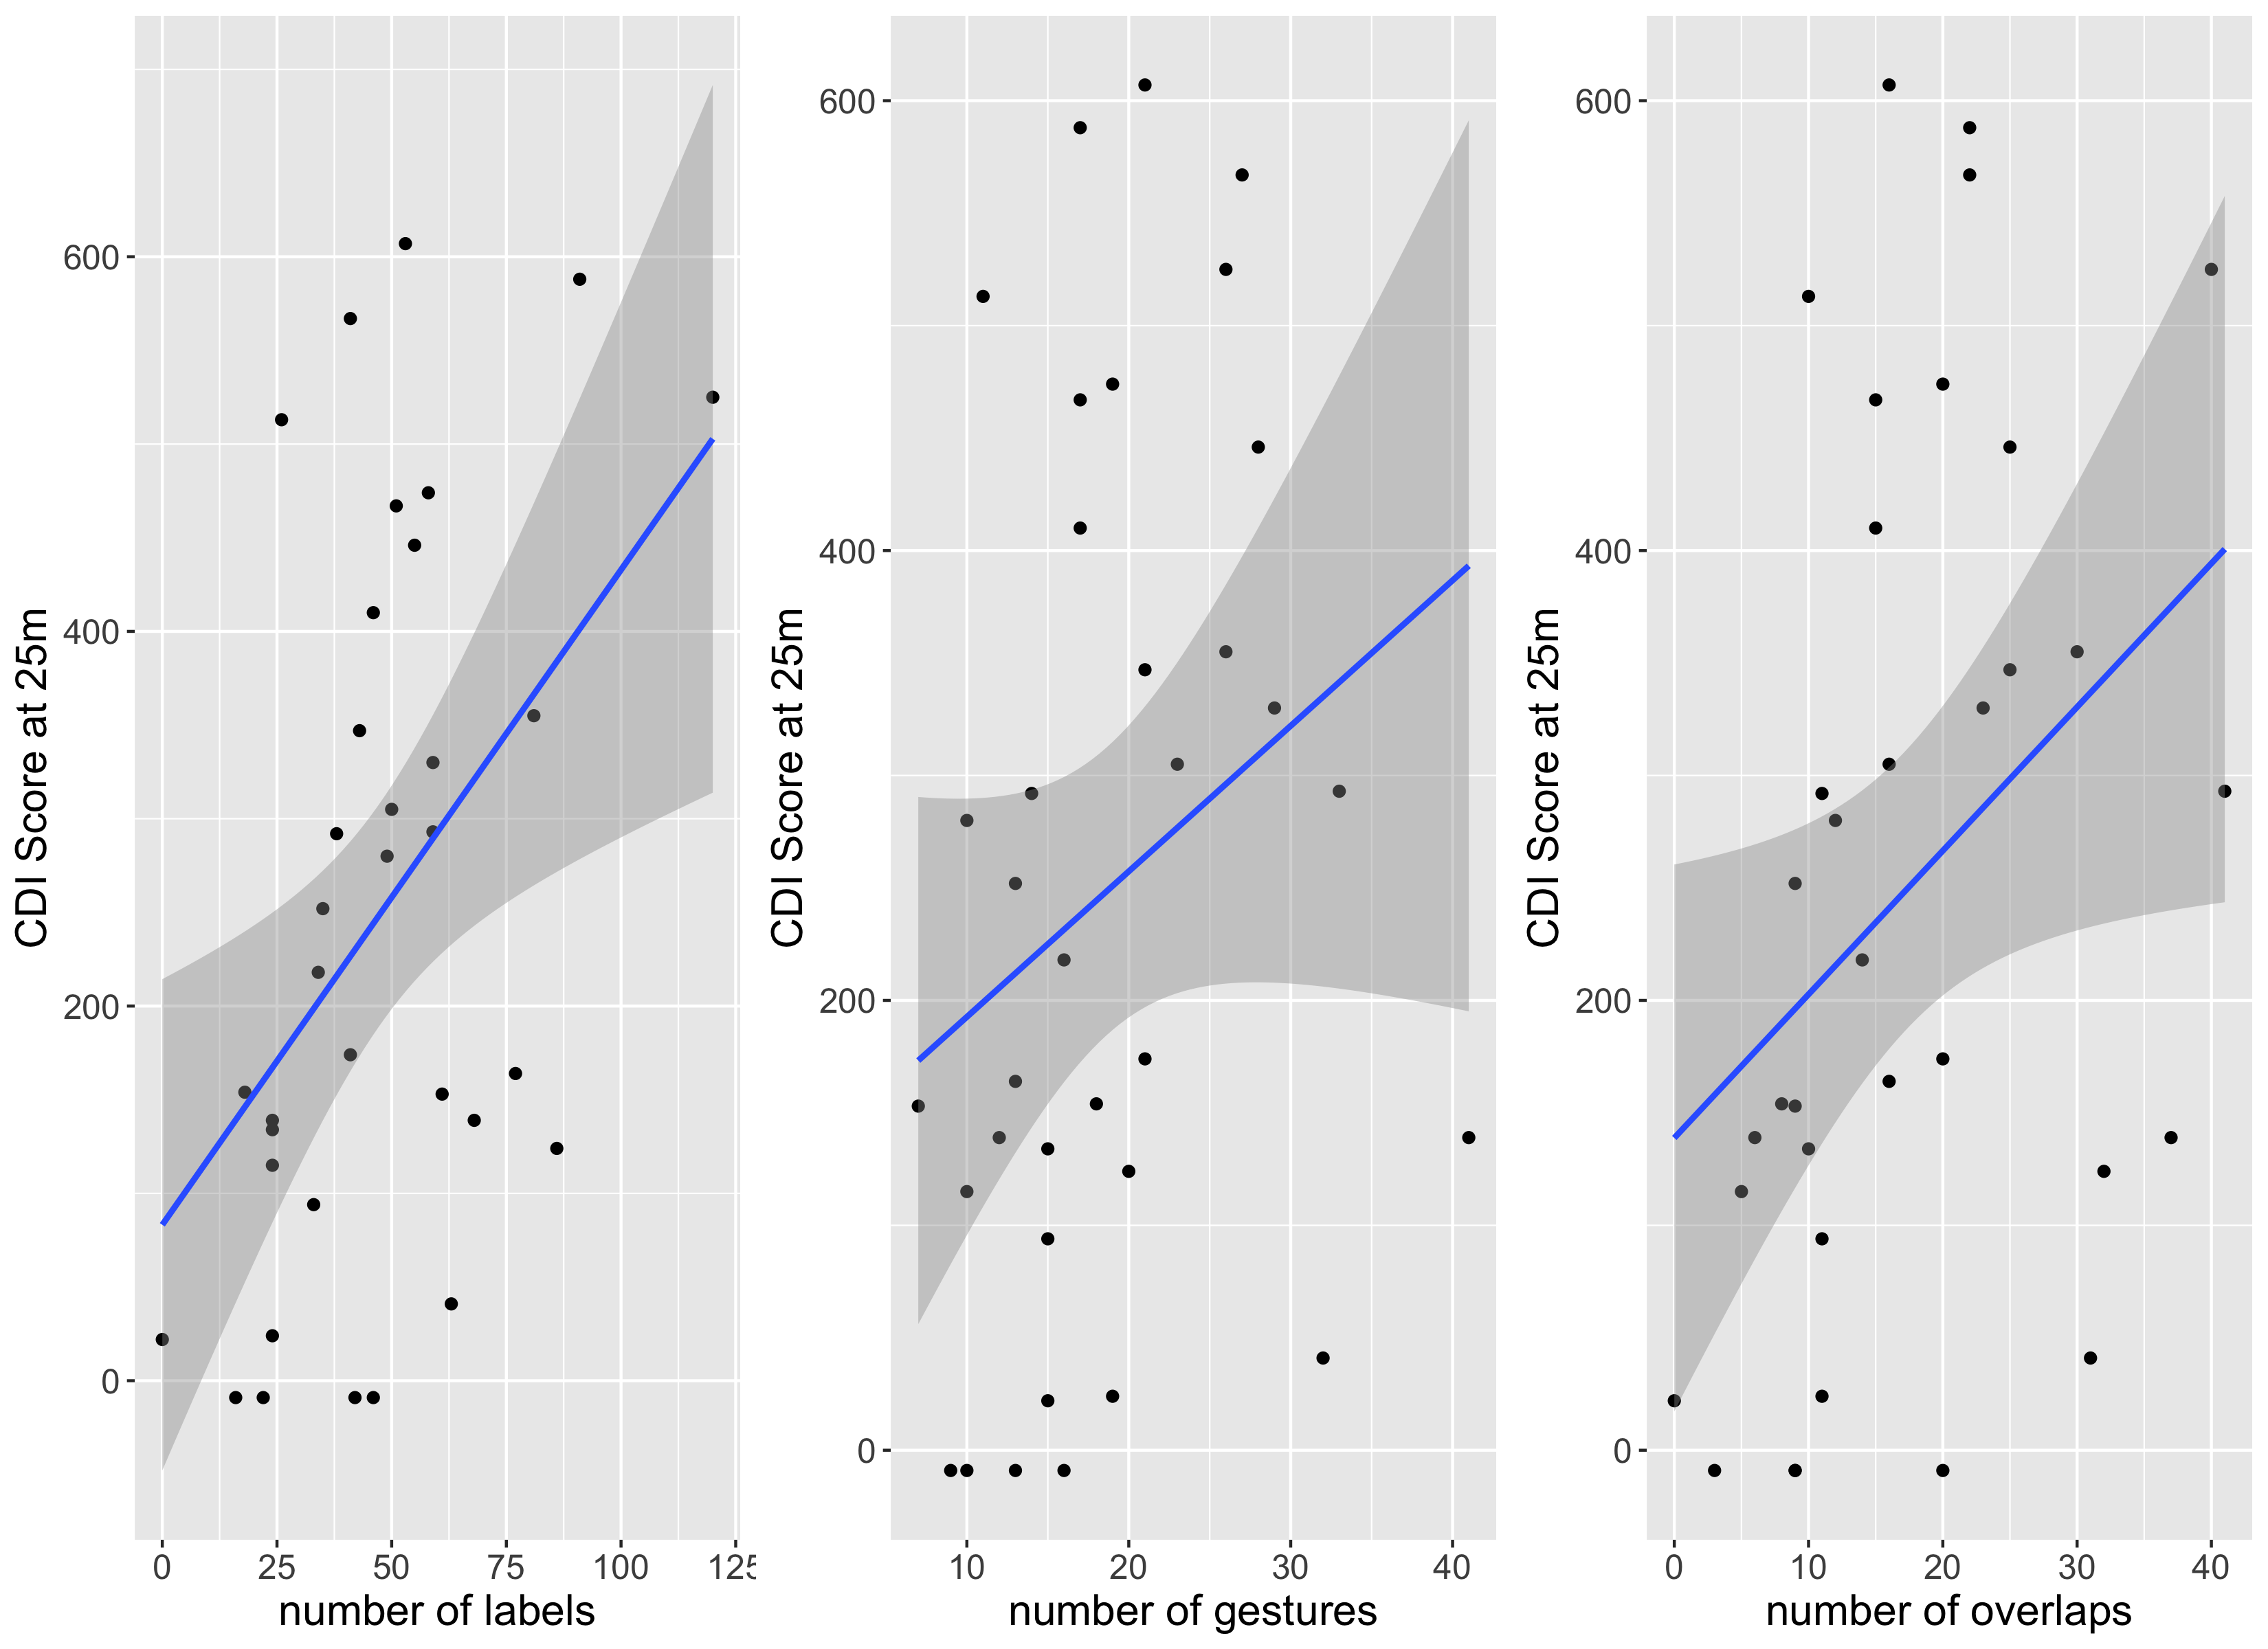 CDI Score at 25m
600
400
200
0
0 25 50 75 100 125
number of labels
CDI Score at 25m
600
400
200
0
10 20 30 40
number of gestures
CDI Score at 25m
600
400
200
0
0 10 20 30 40
number of overlaps